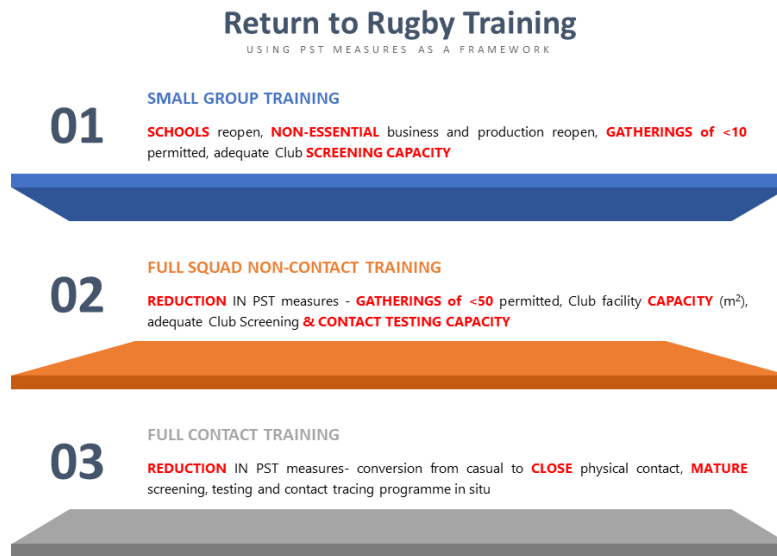 Return to Rugby Training
USING PST MEASURES AS A FRAMEWORK
01
SMALL GROUP TRAINING
SCHOOLS reopen, NON-ESSENTIAL business and production reopen, GATHERINGS of <10
permitted, adequate Club SCREENING CAPACITY
02
FULL SQUAD NON-CONTACT TRAINING
REDUCTION IN PST measures - GATHERINGS of <50 permitted, Club facility CAPACITY (m²),
adequate Club Screening & CONTACT TESTING CAPACITY
03
FULL CONTACT TRAINING
REDUCTION IN PST measures- conversion from casual to CLOSE physical contact, MATURE
screening, testing and contact tracing programme in situ